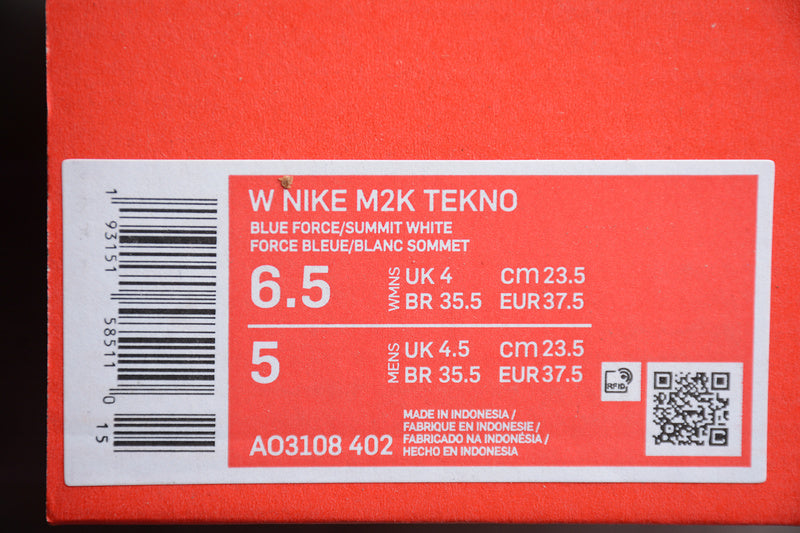 W NIKE M2K TEKNO
BLUE FORCE/SUMMIT WHITE
FORCE BLEUE/BLANC SOMMET
6.5 WMNS UK 4 CM 23.5
BR 35.5 EUR 37.5
5 MENS UK 4.5 CM 23.5
BR 35.5 EUR 37.5
RFID
AO3108 402
MADE IN INDONESIA /
FABRIQUE EN INDONESIE /
FABRICADO NA INDONÉSIA /
HECHO EN INDONESIA
1 93151 58511 0 15